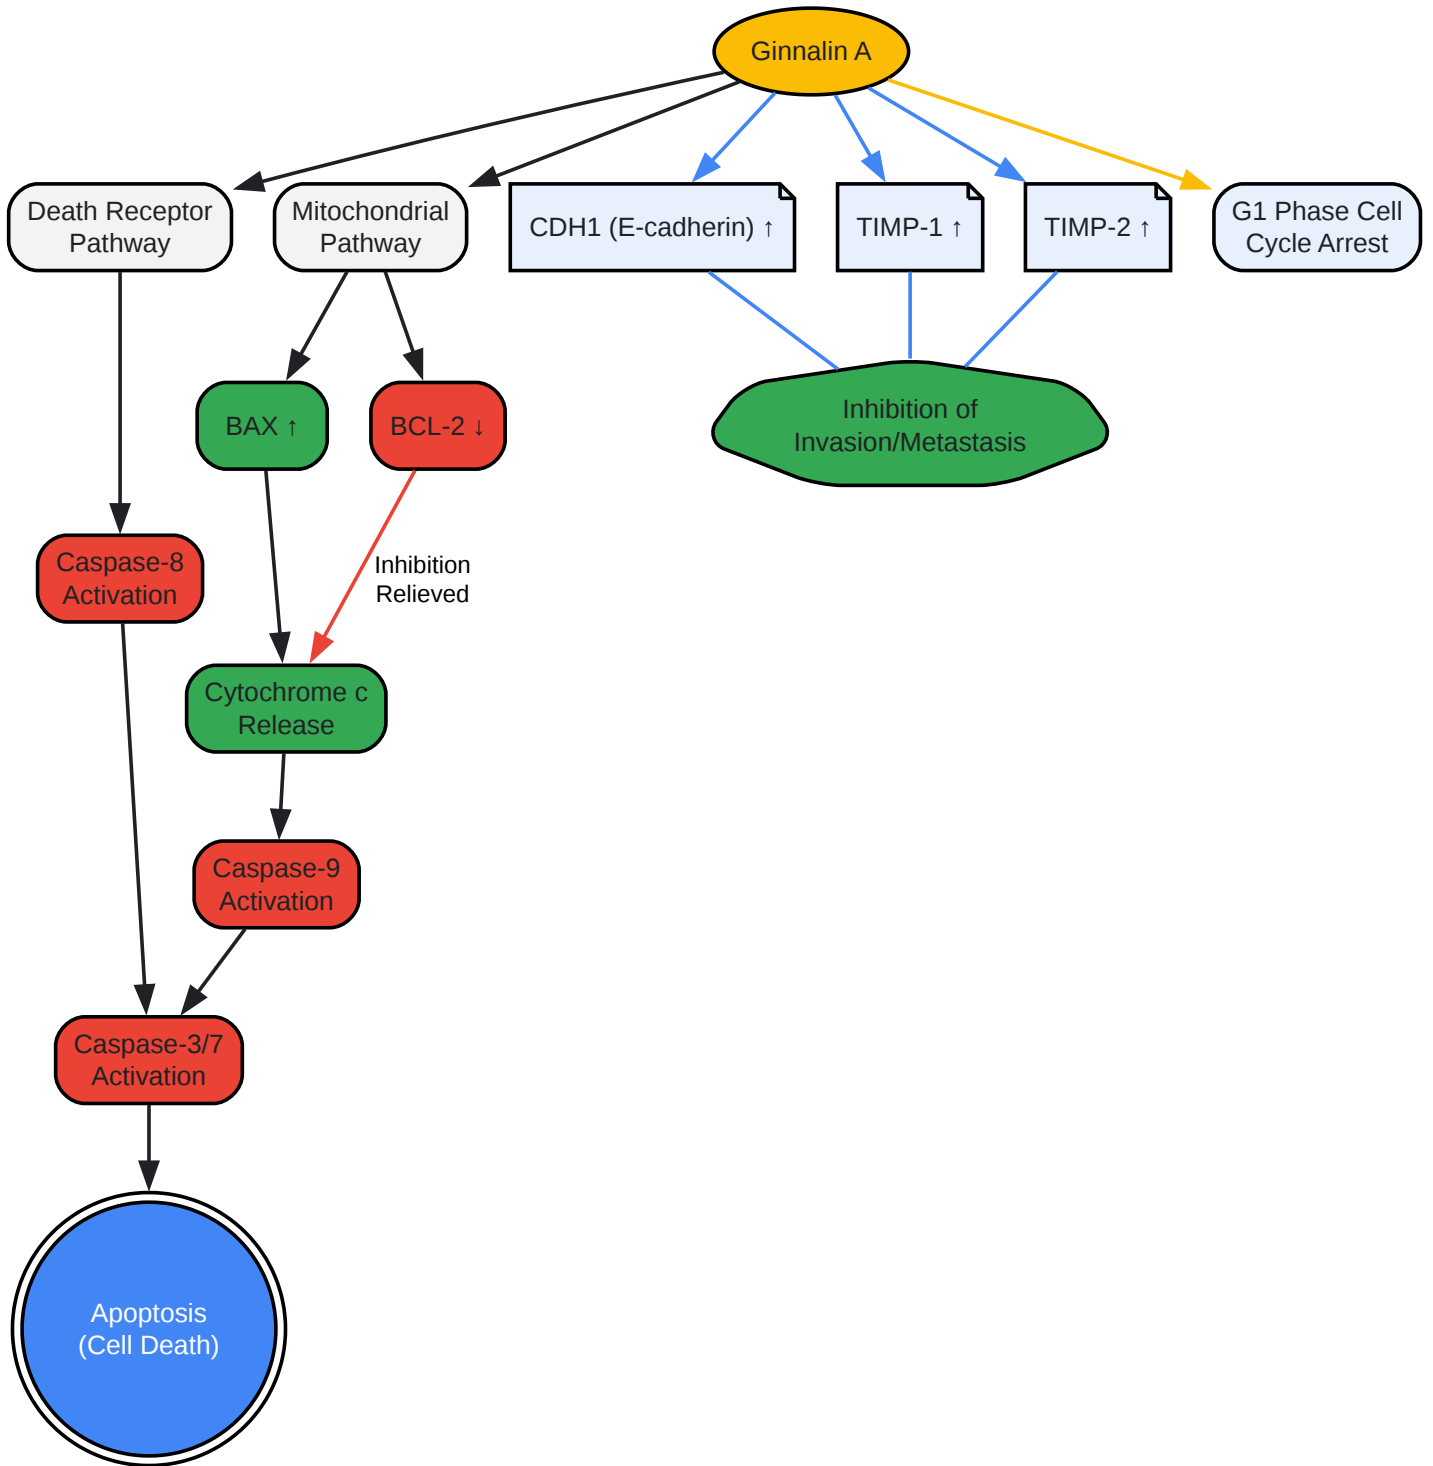 Ginnalin A
Death Receptor
Pathway
Mitochondrial
Pathway
CDH1 (E-cadherin) ↑
TIMP-1 ↑
TIMP-2 ↑
G1 Phase Cell
Cycle Arrest
BAX ↑
BCL-2 ↓
Inhibition of
Invasion/Metastasis
Caspase-8
Activation
Inhibition
Relieved
Cytochrome c
Release
Caspase-9
Activation
Caspase-3/7
Activation
Apoptosis
(Cell Death)